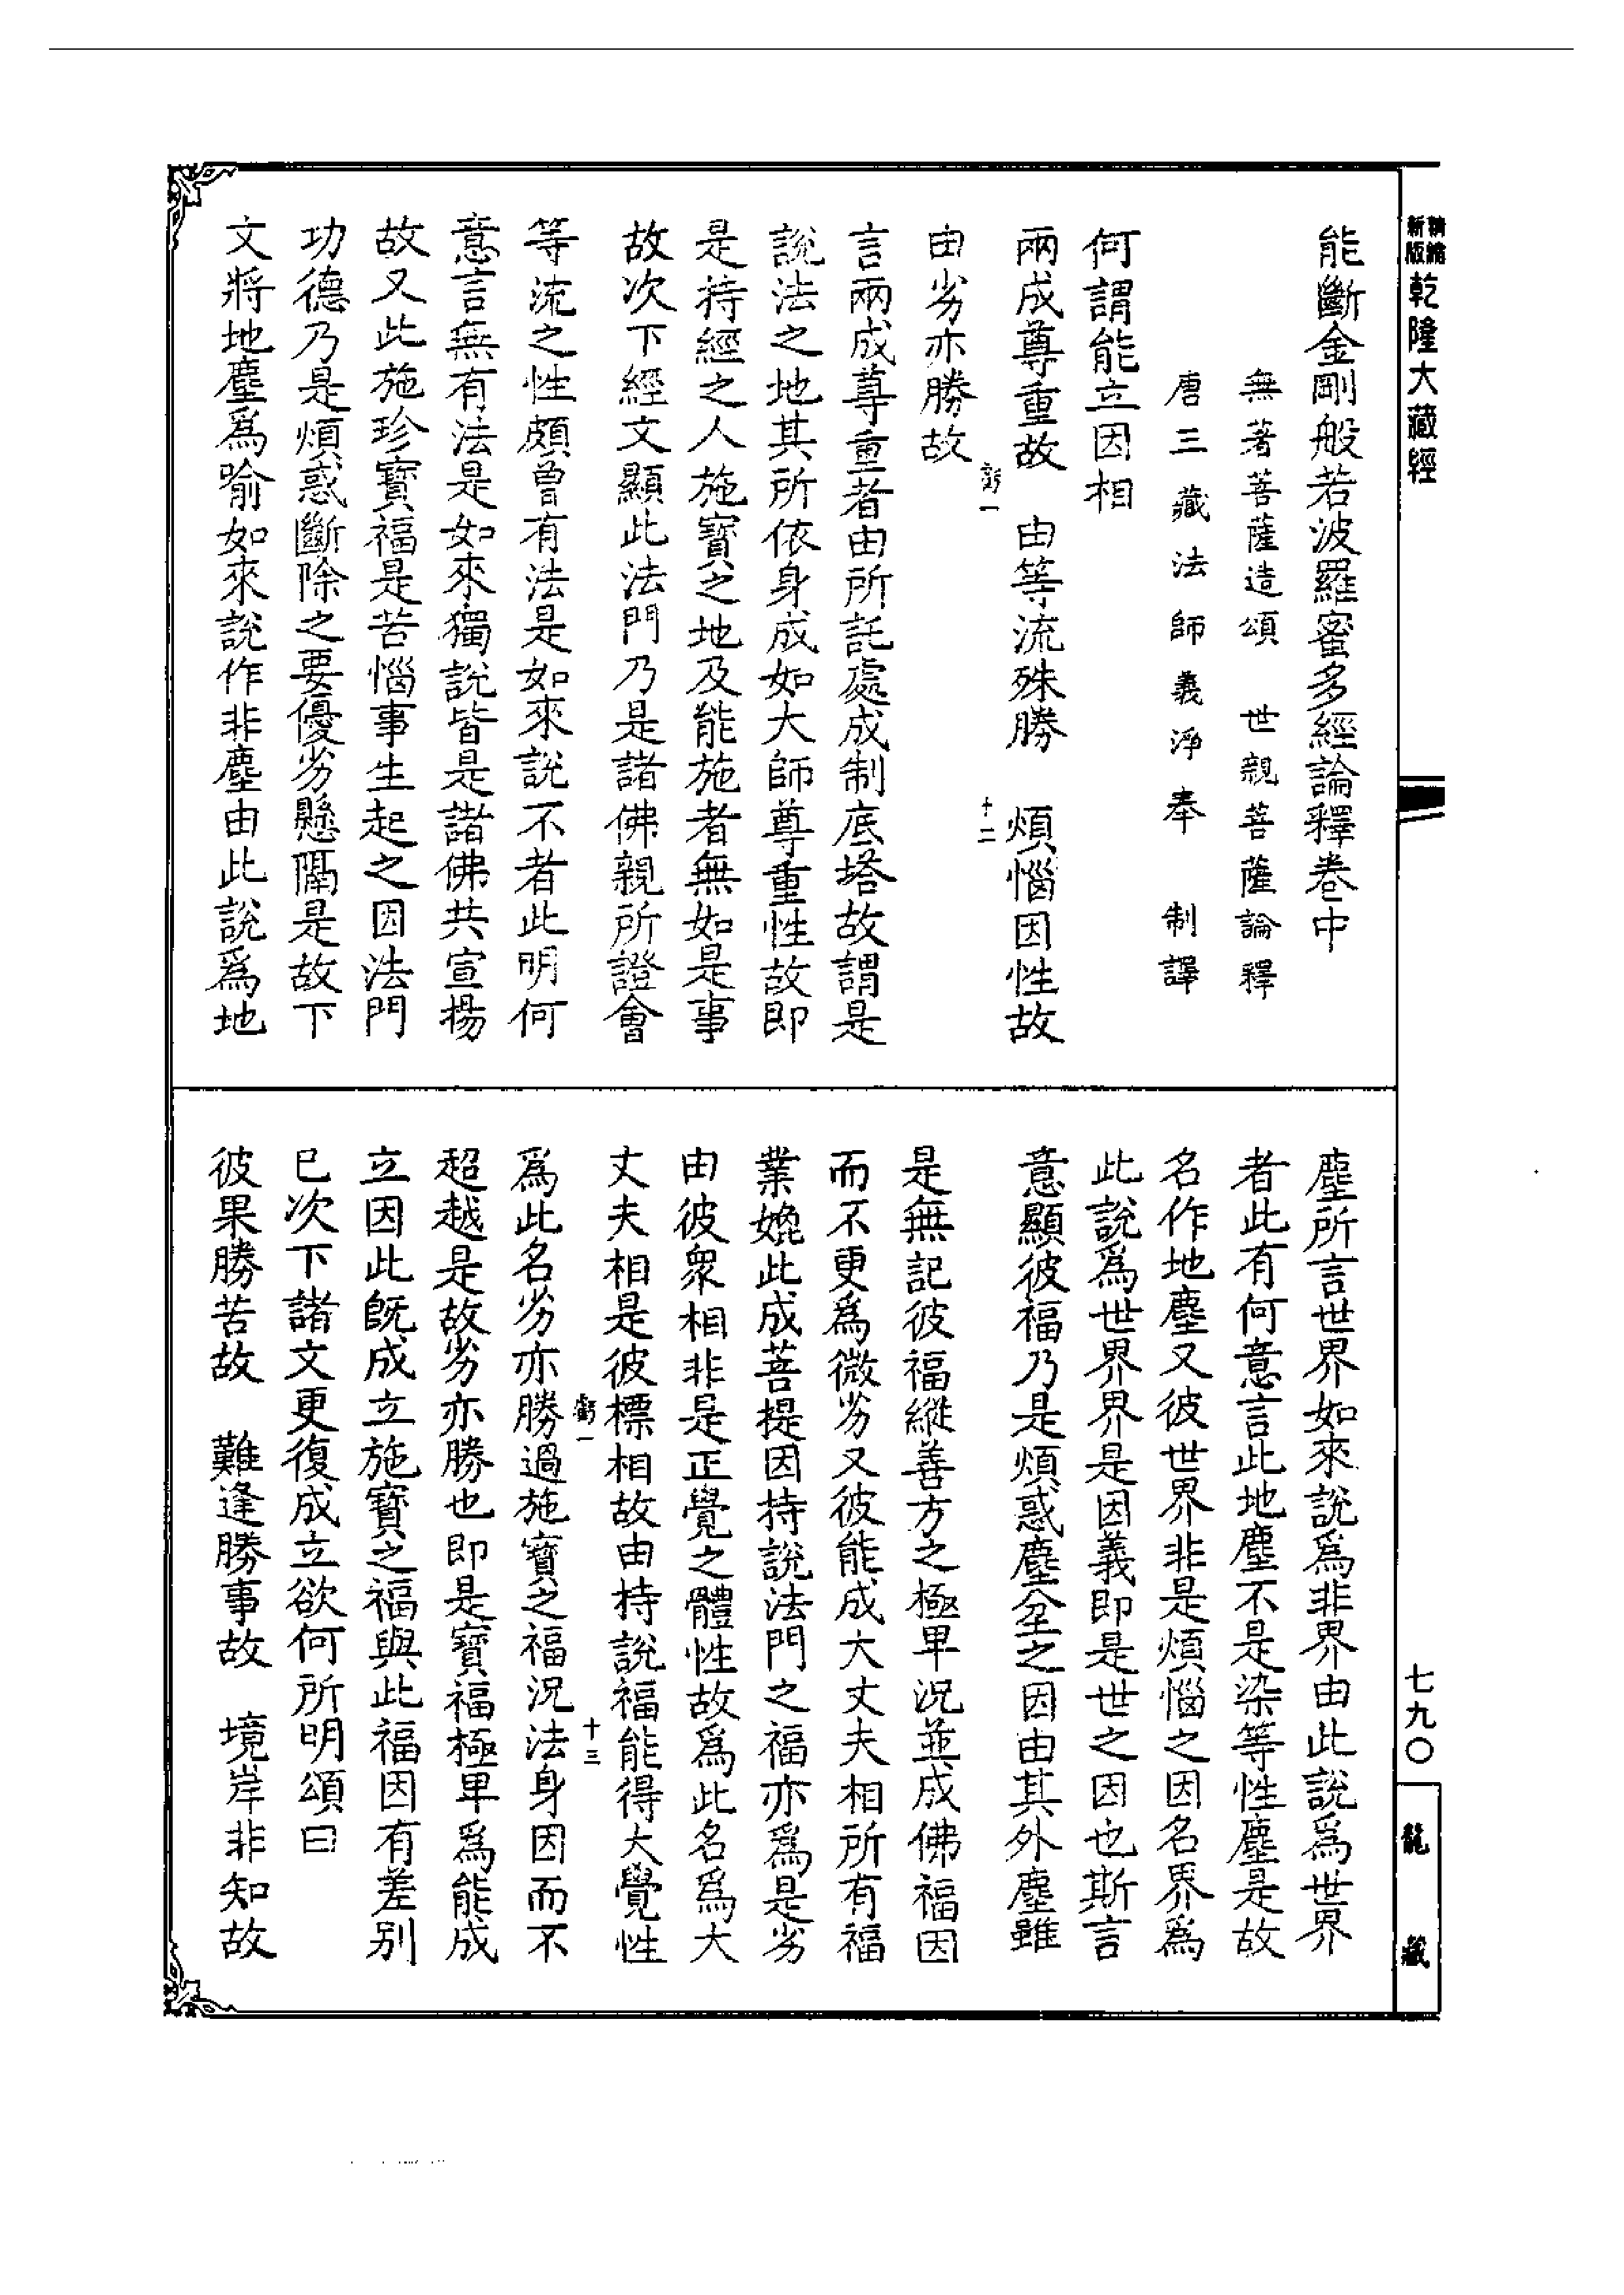 新版
精縮
乾隆大藏經
能斷金剛般若波羅蜜多經論釋卷中
無著菩薩造頌 世親菩薩論釋
唐三藏法師義淨奉 制譯
何謂能立因相
兩成尊重故 由等流殊勝 煩惱因性故
由劣亦勝故
十二
言兩成尊重者由所託處成制底塔故謂是
說法之地其所依身成如大師尊重性故即
是持經之人施寶之地及能施者無如是事
故次下經文顯此法門乃是諸佛親所證會
等流之性頗曾有法是如來說不者此明何
意言無有法是如來獨說皆是諸佛共宣揚
故又此施珍寶福是苦惱事生起之因法門
功德乃是煩惑斷除之要優劣懸隔是故下
文將地塵為喻如來說作非塵由此說為地
塵所言世界如來說為非界由此說為世界
者此有何意言此地塵不是染等性塵是故
名作地塵又彼世界非是煩惱之因名界為
此說為世界界是因義即是世之因也斯言
意顯彼福乃是煩惑塵坌之因由其外塵雖
是無記彼福縱善方之極卑況並成佛福因
而不更為微劣又彼能成大丈夫相所有福
業媲此成菩提因持說法門之福亦為是劣
由彼眾相非是正覺之體性故為此名為大
丈夫相是彼標相故由持說福能得大覺性
十三
為此名劣亦勝過施寶之福況法身因而不
超越是故劣亦勝也即是寶福極卑為能成
立因此既成立施寶之福與此福因有差別
已次下諸文更復成立欲何所明頌曰
彼果勝苦故 難逢勝事故 境岸非知故
七九〇
龍藏